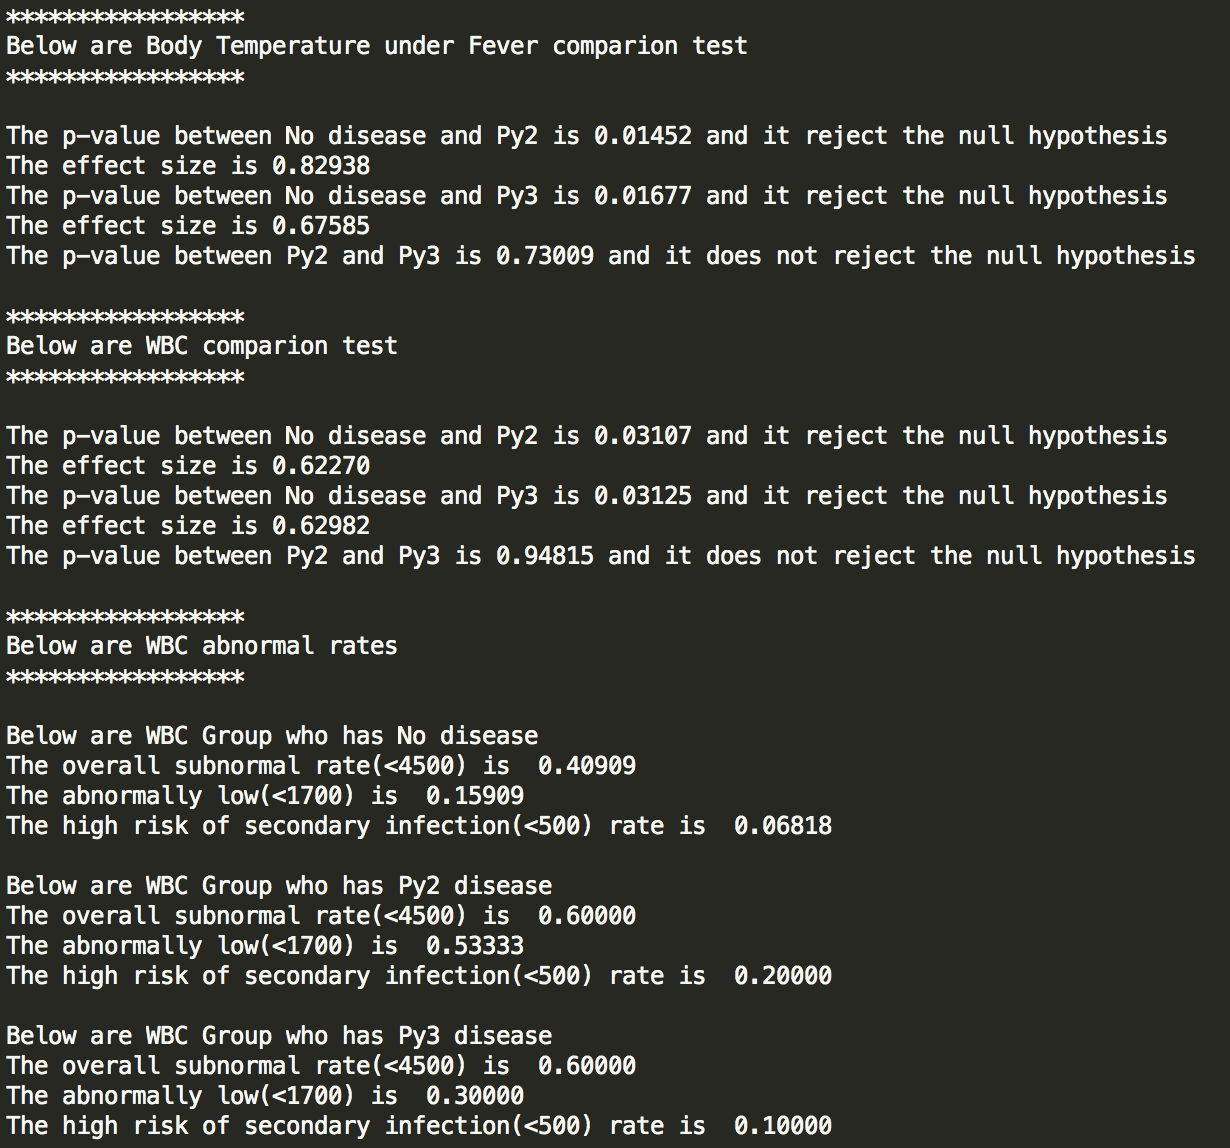 *****************
Below are Body Temperature under Fever comparion test
*****************
The p-value between No disease and Py2 is 0.01452 and it reject the null hypothesis
The effect size is 0.82938
The p-value between No disease and Py3 is 0.01677 and it reject the null hypothesis
The effect size is 0.67585
The p-value between Py2 and Py3 is 0.73009 and it does not reject the null hypothesis
*****************
Below are WBC comparion test
*****************
The p-value between No disease and Py2 is 0.03107 and it reject the null hypothesis
The effect size is 0.62270
The p-value between No disease and Py3 is 0.03125 and it reject the null hypothesis
The effect size is 0.62982
The p-value between Py2 and Py3 is 0.94815 and it does not reject the null hypothesis
*****************
Below are WBC abnormal rates
*****************
Below are WBC Group who has No disease
The overall subnormal rate(<4500) is  0.40909
The abnormally low(<1700) is  0.15909
The high risk of secondary infection(<500) rate is  0.06818
Below are WBC Group who has Py2 disease
The overall subnormal rate(<4500) is  0.60000
The abnormally low(<1700) is  0.53333
The high risk of secondary infection(<500) rate is  0.20000
Below are WBC Group who has Py3 disease
The overall subnormal rate(<4500) is  0.60000
The abnormally low(<1700) is  0.30000
The high risk of secondary infection(<500) rate is  0.10000